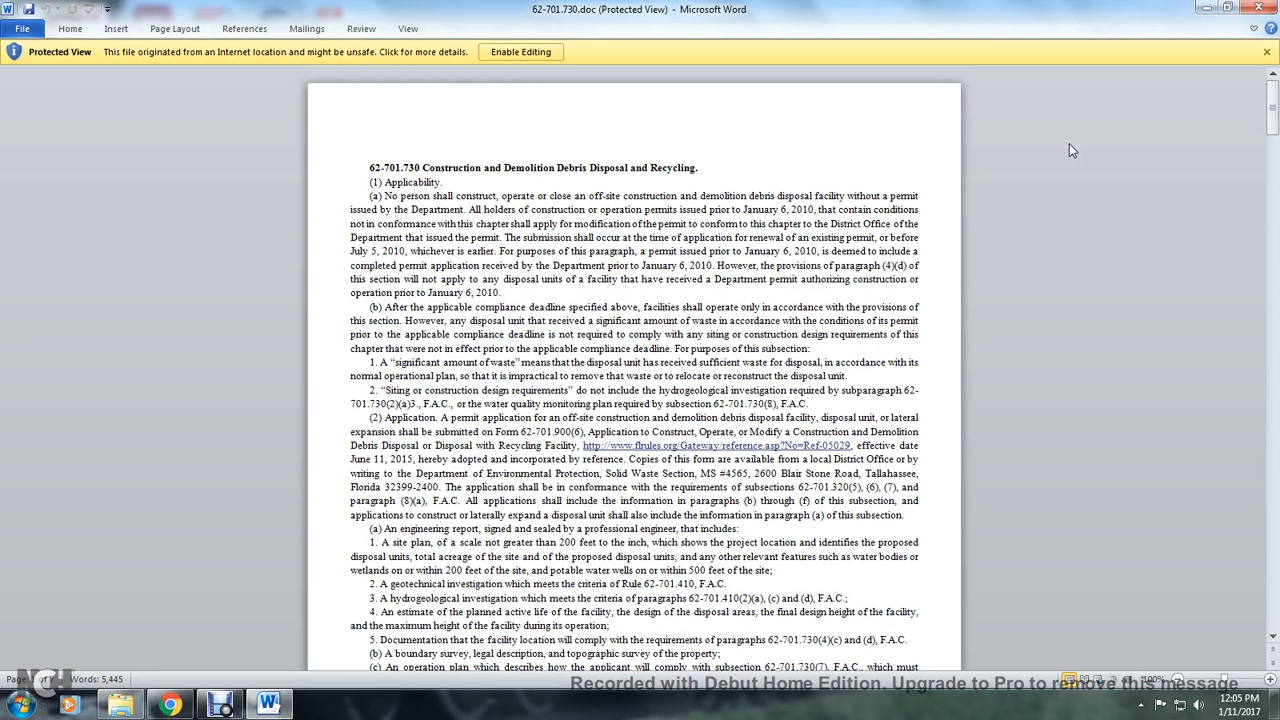 62-701.730.doc (Protected View) - Microsoft Word
File Home Insert Page Layout References Mailings Review View
Protected View This file originated from an Internet location and might be unsafe. Click for more details. Enable Editing
62-701.730 Construction and Demolition Debris Disposal and Recycling.
(1) Applicability.
(a) No person shall construct, operate or close an off-site construction and demolition debris disposal facility without a permit
issued by the Department. All holders of construction or operation permits issued prior to January 6, 2010, that contain conditions
not in conformance with this chapter shall apply for modification of the permit to conform to this chapter to the District Office of the
Department that issued the permit. The submission shall occur at the time of application for renewal of an existing permit, or before
July 5, 2010, whichever is earlier. For purposes of this paragraph, a permit issued prior to January 6, 2010, is deemed to include a
completed permit application received by the Department prior to January 6, 2010. However, the provisions of paragraph (4)(d) of
this section will not apply to any disposal units of a facility that have received a Department permit authorizing construction or
operation prior to January 6, 2010.
(b) After the applicable compliance deadline specified above, facilities shall operate only in accordance with the provisions of
this section. However, any disposal unit that received a significant amount of waste in accordance with the conditions of its permit
prior to the applicable compliance deadline is not required to comply with any siting or construction design requirements of this
chapter that were not in effect prior to the applicable compliance deadline. For purposes of this subsection:
1. A “significant amount of waste” means that the disposal unit has received sufficient waste for disposal, in accordance with its
normal operational plan, so that it is impractical to remove that waste or to relocate or reconstruct the disposal unit.
2. “Siting or construction design requirements” do not include the hydrogeological investigation required by subparagraph 62-
701.730(2)(a)3., F.A.C., or the water quality monitoring plan required by subsection 62-701.730(8), F.A.C.
(2) Application. A permit application for an off-site construction and demolition debris disposal facility, disposal unit, or lateral
expansion shall be submitted on Form 62-701.900(6), Application to Construct, Operate, or Modify a Construction and Demolition
Debris Disposal or Disposal with Recycling Facility, http://www.flrules.org/Gateway/reference.asp?No=Ref-05029, effective date
June 11, 2015, hereby adopted and incorporated by reference. Copies of this form are available from a local District Office or by
writing to the Department of Environmental Protection, Solid Waste Section, MS #4565, 2600 Blair Stone Road, Tallahassee,
Florida 32399-2400. The application shall be in conformance with the requirements of subsections 62-701.320(5), (6), (7), and
paragraph (8)(a), F.A.C. All applications shall include the information in paragraphs (b) through (f) of this subsection, and
applications to construct or laterally expand a disposal unit shall also include the information in paragraph (a) of this subsection.
(a) An engineering report, signed and sealed by a professional engineer, that includes:
1. A site plan, of a scale not greater than 200 feet to the inch, which shows the project location and identifies the proposed
disposal units, total acreage of the site and of the proposed disposal units, and any other relevant features such as water bodies or
wetlands on or within 200 feet of the site, and potable water wells on or within 500 feet of the site;
2. A geotechnical investigation which meets the criteria of Rule 62-701.410, F.A.C.
3. A hydrogeological investigation which meets the criteria of paragraphs 62-701.410(2)(a), (c) and (d), F.A.C.;
4. An estimate of the planned active life of the facility, the design of the disposal areas, the final design height of the facility,
and the maximum height of the facility during its operation;
5. Documentation that the facility location will comply with the requirements of paragraphs 62-701.730(4)(c) and (d), F.A.C.
(b) A boundary survey, legal description, and topographic survey of the property;
(c) An operation plan which describes how the applicant will comply with subsection 62-701.730(7), F.A.C., which must
Words: 5,445 100%
Recorded with Debut Home Edition. Upgrade to Pro to remove this message
NCH
12:05 PM
1/11/2017